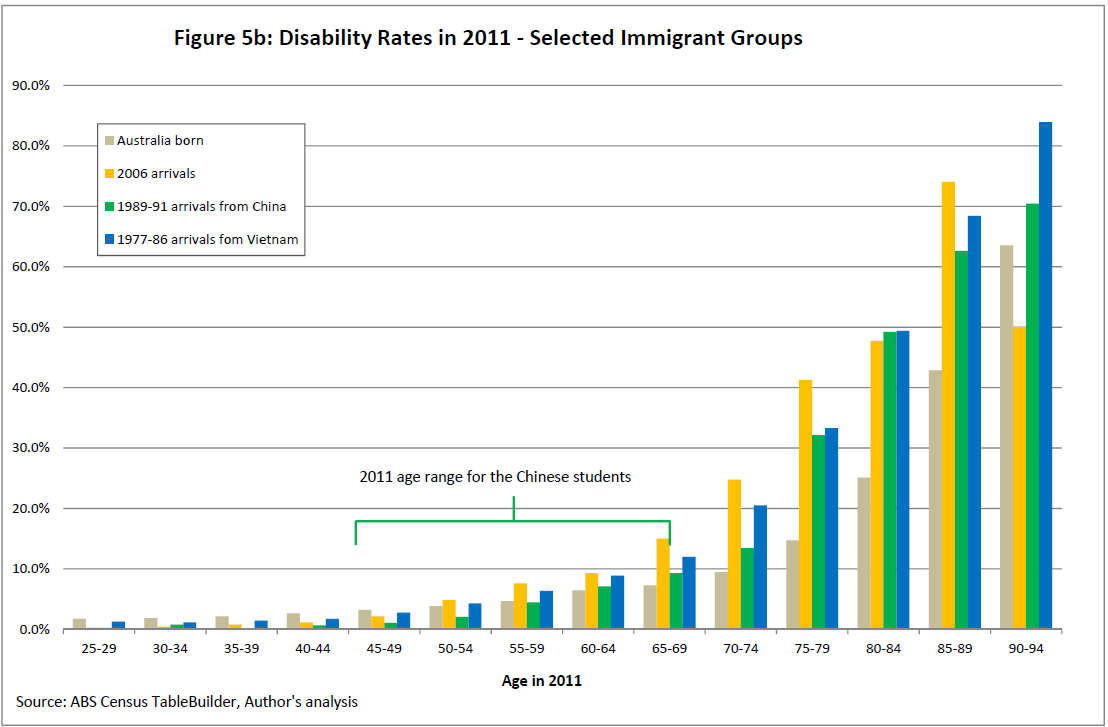 Figure 5b: Disability Rates in 2011 - Selected Immigrant Groups
90.0%
80.0%
70.0%
60.0%
50.0%
40.0%
30.0%
20.0%
10.0%
0.0%
Australia born
2006 arrivals
1989-91 arrivals from China
1977-86 arrivals fom Vietnam
2011 age range for the Chinese students
25-29 30-34 35-39 40-44 45-49 50-54 55-59 60-64 65-69 70-74 75-79 80-84 85-89 90-94
Age in 2011
Source: ABS Census TableBuilder, Author's analysis